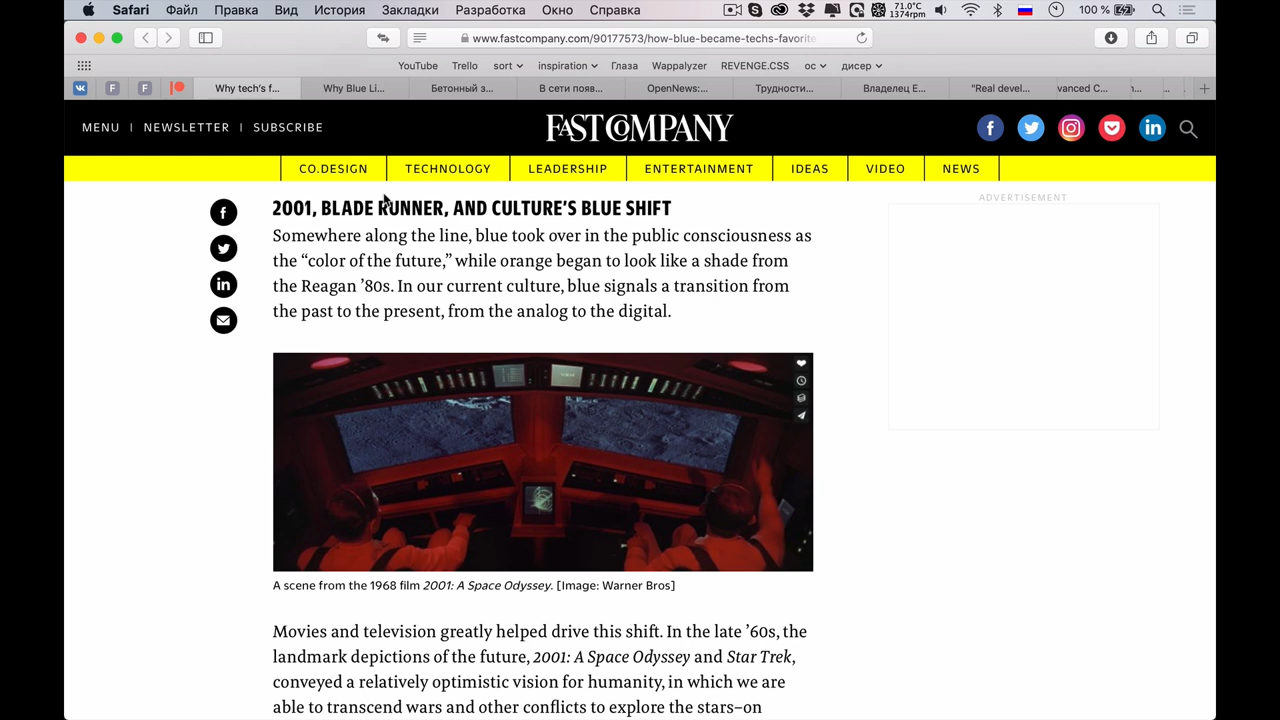 Safari Файл Правка Вид История Закладки Разработка Окно Справка 71.0°C 1374rpm 100 %
www.fastcompany.com/90177573/how-blue-became-techs-favorite
YouTube Trello sort inspiration Глаза Wappalyzer REVENGE.CSS ос дисер
F F Why tech's f... Why Blue Li... Бетонный з... В сети появ... OpenNews:... Трудности... Владелец Е... "Real devel... vanced C...
MENU | NEWSLETTER | SUBSCRIBE FAST COMPANY
CO.DESIGN TECHNOLOGY LEADERSHIP ENTERTAINMENT IDEAS VIDEO NEWS
ADVERTISEMENT
2001, BLADE RUNNER, AND CULTURE'S BLUE SHIFT
Somewhere along the line, blue took over in the public consciousness as
the “color of the future,” while orange began to look like a shade from
the Reagan ’80s. In our current culture, blue signals a transition from
the past to the present, from the analog to the digital.
A scene from the 1968 film 2001: A Space Odyssey. [Image: Warner Bros]
Movies and television greatly helped drive this shift. In the late ’60s, the
landmark depictions of the future, 2001: A Space Odyssey and Star Trek,
conveyed a relatively optimistic vision for humanity, in which we are
able to transcend wars and other conflicts to explore the stars–on